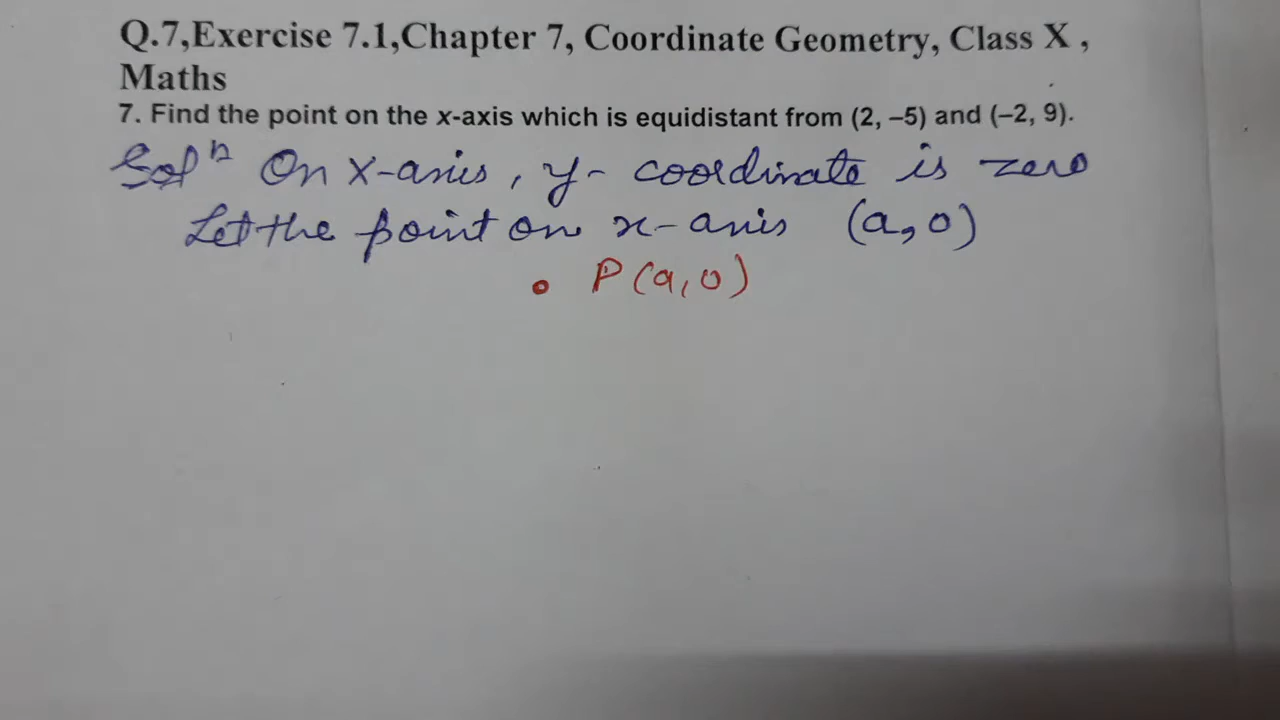 Q.7,Exercise 7.1,Chapter 7, Coordinate Geometry, Class X ,
Maths
7. Find the point on the x-axis which is equidistant from (2, –5) and (–2, 9).
Solⁿ On X-axis, y- coordinate is zero
Let the point on x-axis (a,0)
P(a,0)